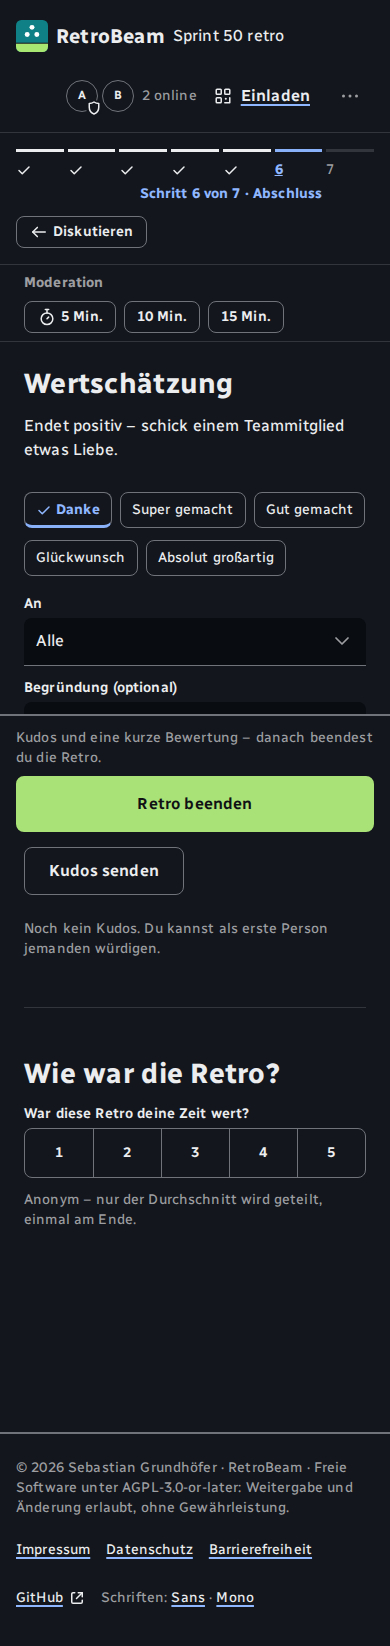 RetroBeam Sprint 50 retro
A B 2 online Einladen
6 7
Schritt 6 von 7 · Abschluss
Diskutieren
Moderation
5 Min. 10 Min. 15 Min.
Wertschätzung
Endet positiv – schick einem Teammitglied
etwas Liebe.
Danke Super gemacht Gut gemacht
Glückwunsch Absolut großartig
An
Alle
Begründung (optional)
Kudos und eine kurze Bewertung – danach beendest
du die Retro.
Retro beenden
Kudos senden
Noch kein Kudos. Du kannst als erste Person
jemanden würdigen.
Wie war die Retro?
War diese Retro deine Zeit wert?
1 2 3 4 5
Anonym – nur der Durchschnitt wird geteilt,
einmal am Ende.
© 2026 Sebastian Grundhöfer · RetroBeam · Freie
Software unter AGPL-3.0-or-later: Weitergabe und
Änderung erlaubt, ohne Gewährleistung.
Impressum Datenschutz Barrierefreiheit
GitHub Schriften: Sans · Mono